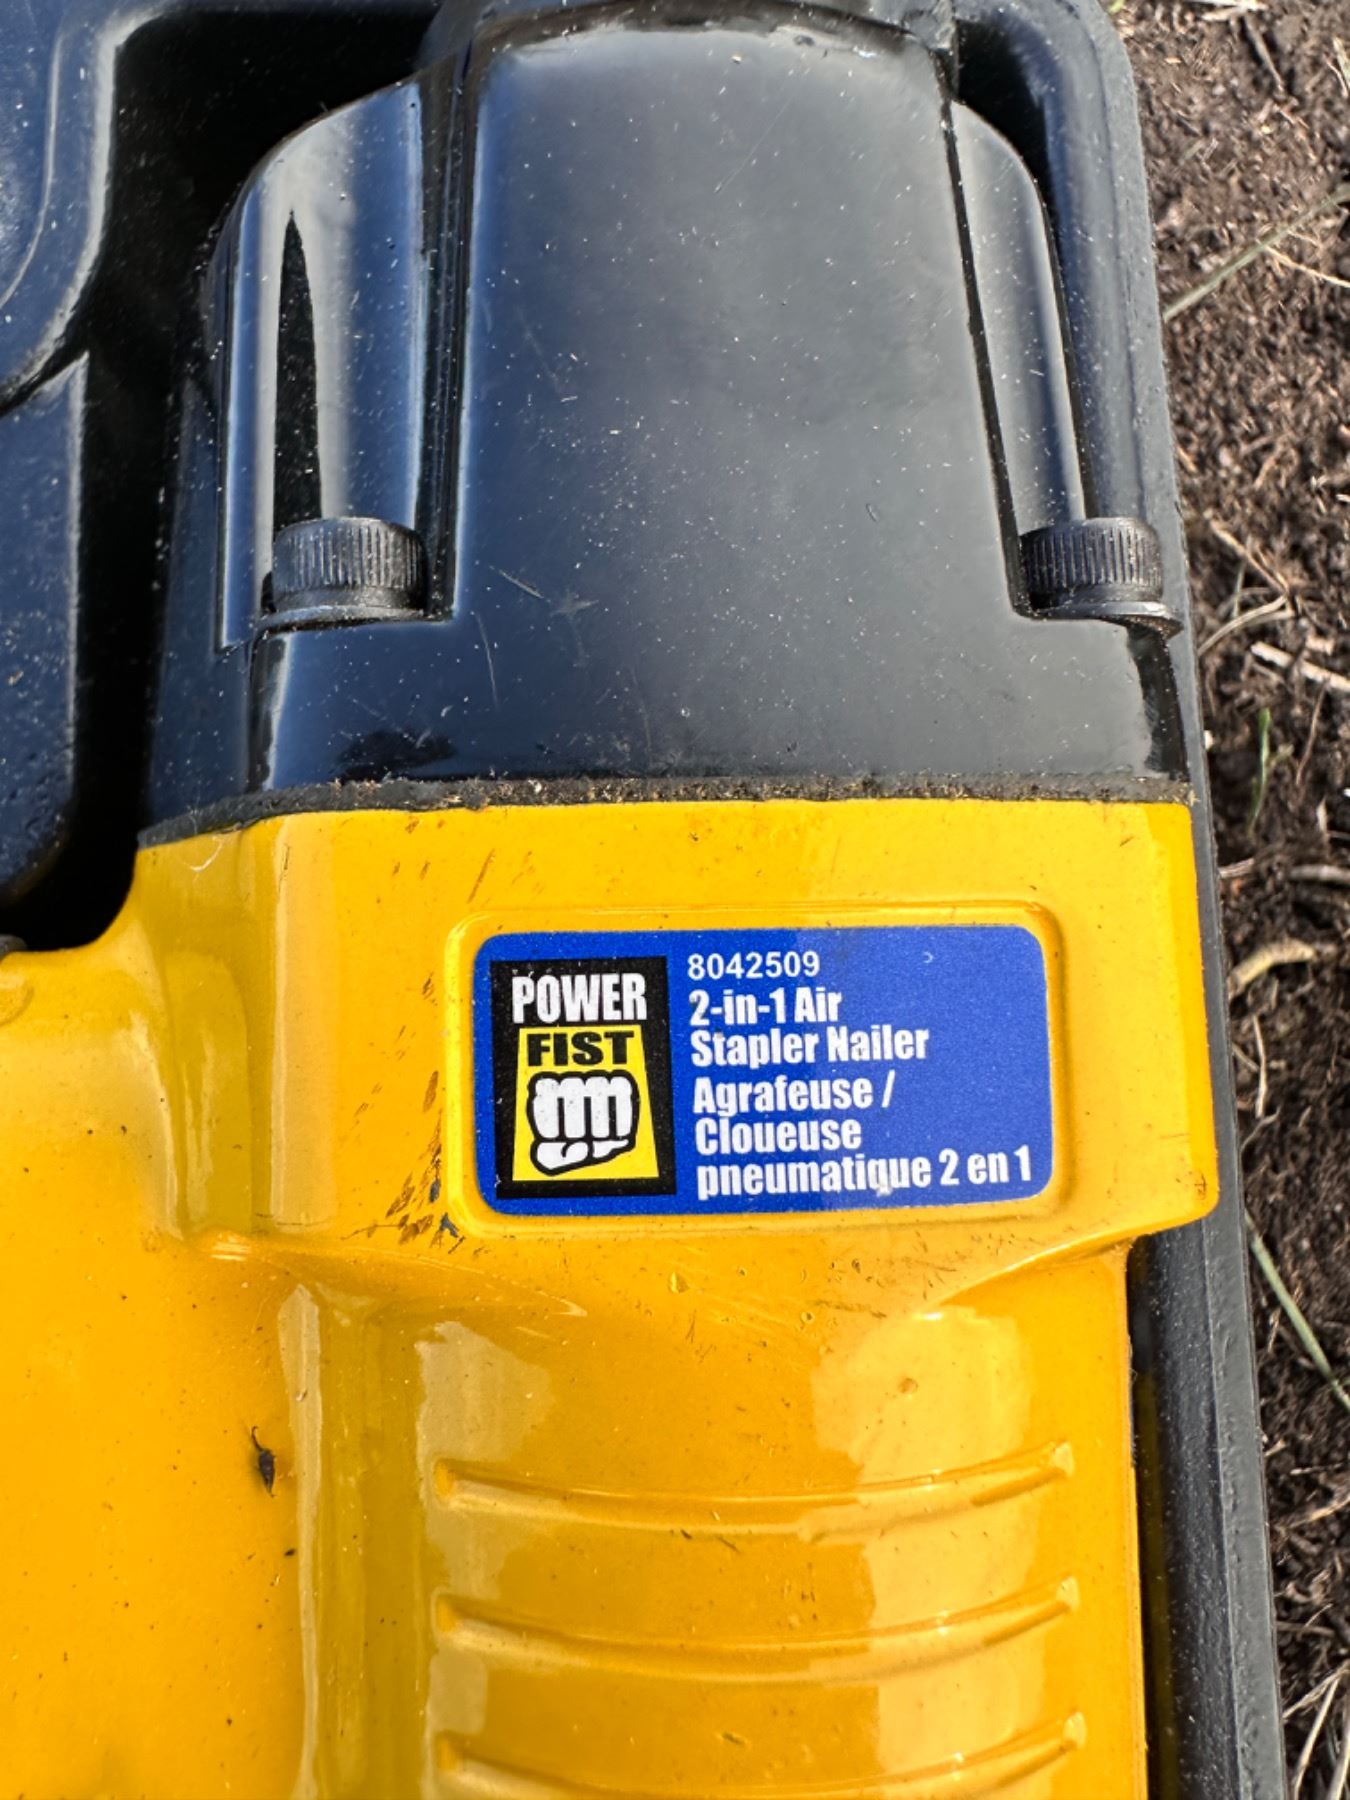 POWER
FIST
8042509
2-in-1 Air
Stapler Nailer
Agrafeuse /
Cloueuse
pneumatique 2 en 1